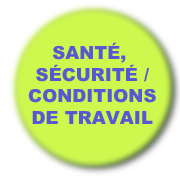 SANTÉ,
SÉCURITÉ /
CONDITIONS
DE TRAVAIL